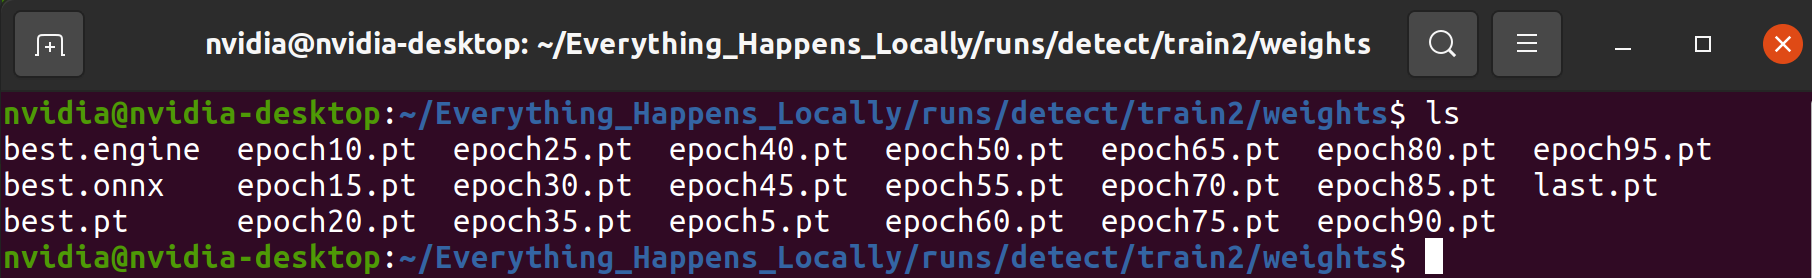 nvidia@nvidia-desktop: ~/Everything_Happens_Locally/runs/detect/train2/weights
nvidia@nvidia-desktop:~/Everything_Happens_Locally/runs/detect/train2/weights$ ls
best.engine  epoch10.pt  epoch25.pt  epoch40.pt  epoch50.pt  epoch65.pt  epoch80.pt  epoch95.pt
best.onnx    epoch15.pt  epoch30.pt  epoch45.pt  epoch55.pt  epoch70.pt  epoch85.pt  last.pt
best.pt      epoch20.pt  epoch35.pt  epoch5.pt   epoch60.pt  epoch75.pt  epoch90.pt
nvidia@nvidia-desktop:~/Everything_Happens_Locally/runs/detect/train2/weights$